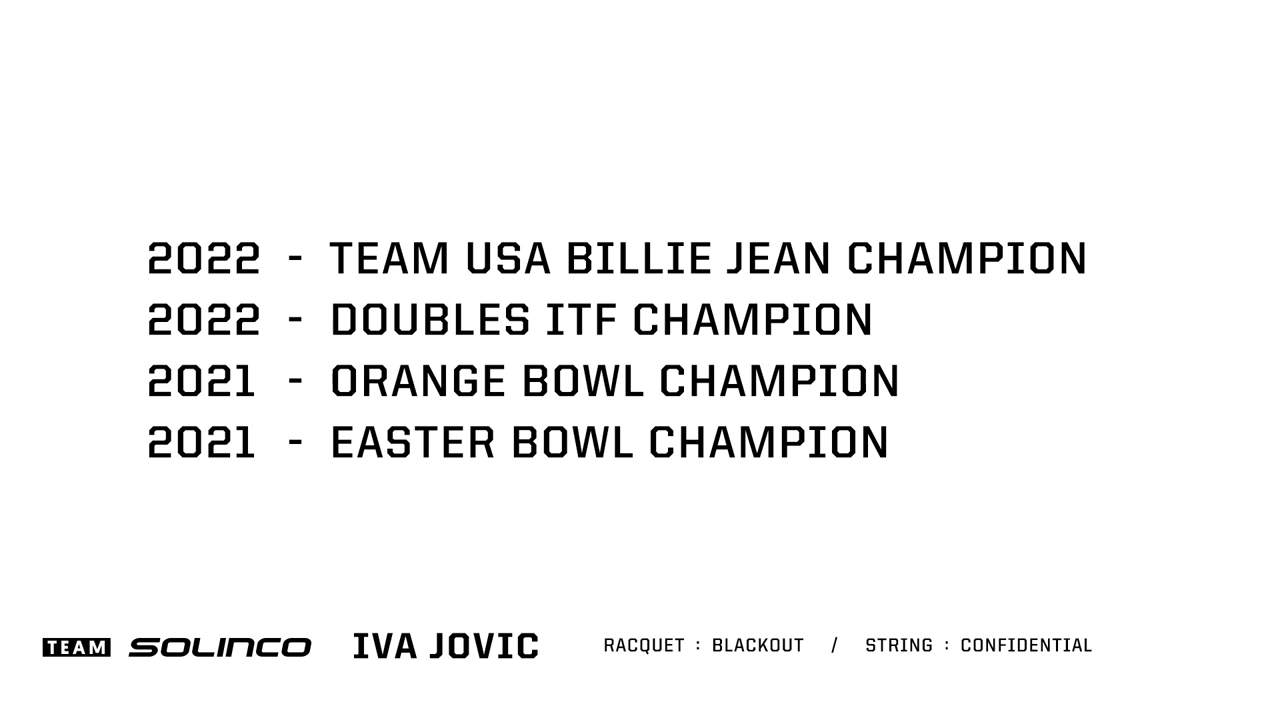 2022 - TEAM USA BILLIE JEAN CHAMPION
2022 - DOUBLES ITF CHAMPION
2021 - ORANGE BOWL CHAMPION
2021 - EASTER BOWL CHAMPION
TEAM SOLINCO IVA JOVIC RACQUET : BLACKOUT / STRING : CONFIDENTIAL